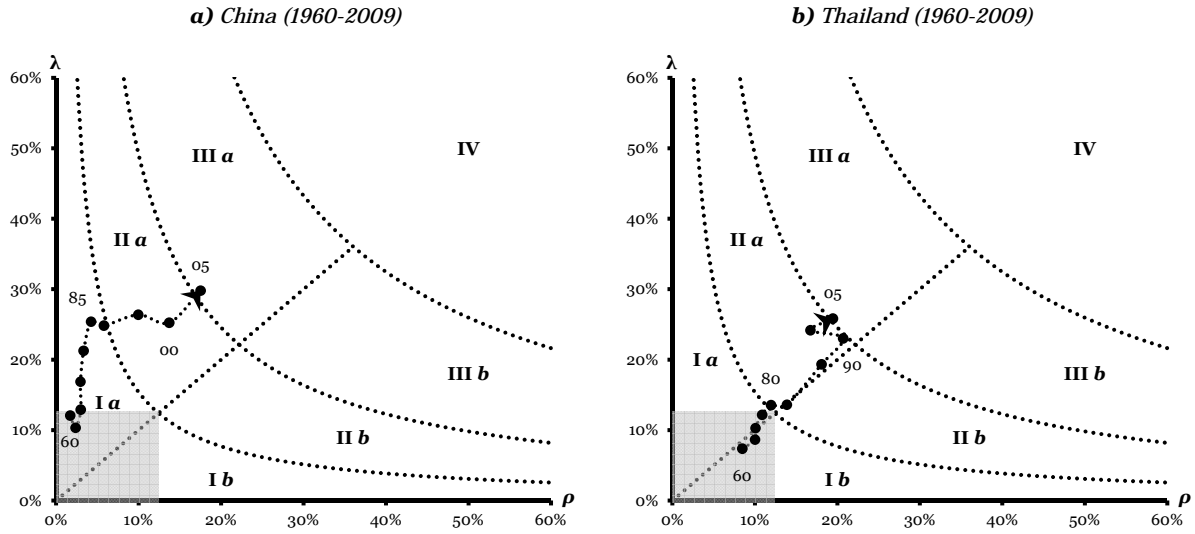 a) China (1960-2009)
λ
60%
50%
40%
30%
20%
10%
0%
0%
10%
20%
30%
40%
50%
60%
ρ
III a
IV
II a
05
85
00
III b
I a
60
II b
I b
b) Thailand (1960-2009)
λ
60%
50%
40%
30%
20%
10%
0%
0%
10%
20%
30%
40%
50%
60%
ρ
III a
IV
II a
05
I a
90
80
III b
60
II b
I b